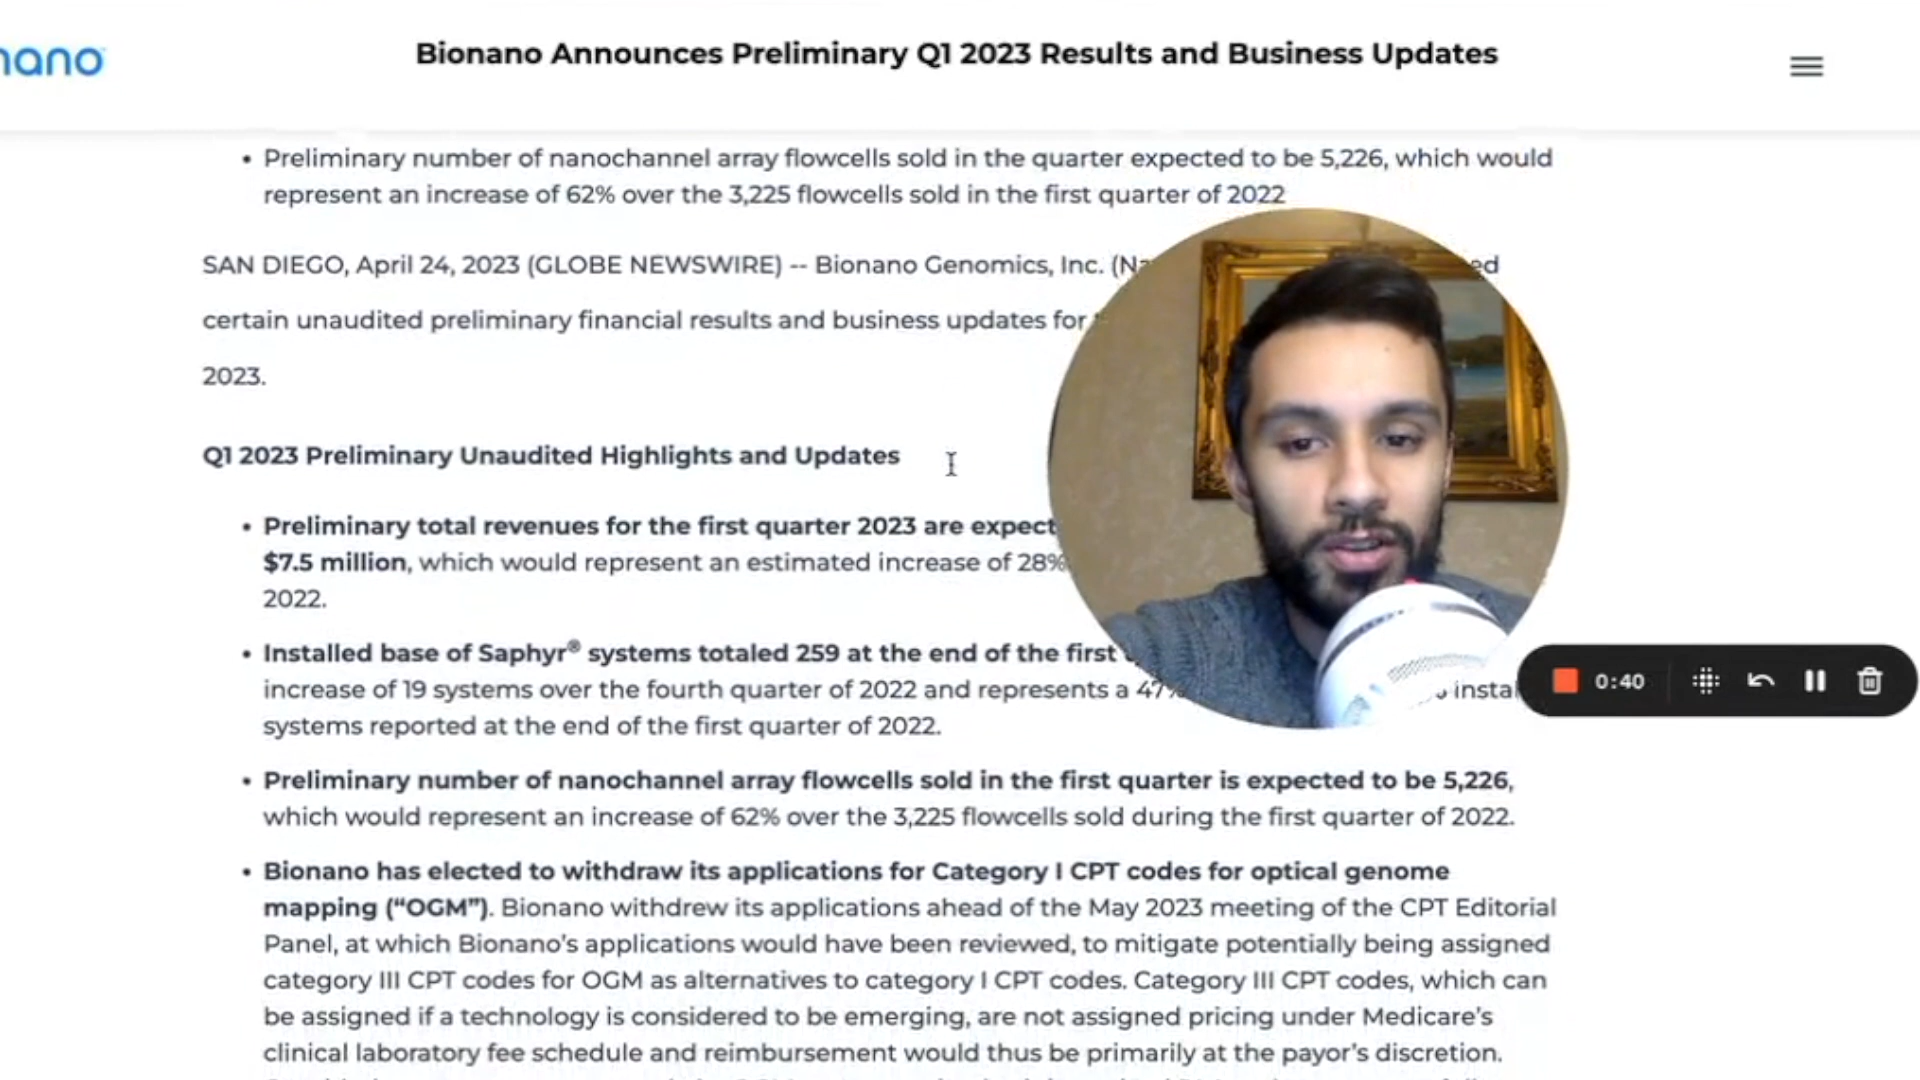 nano
Bionano Announces Preliminary Q1 2023 Results and Business Updates
• Preliminary number of nanochannel array flowcells sold in the quarter expected to be 5,226, which would
represent an increase of 62% over the 3,225 flowcells sold in the first quarter of 2022
SAN DIEGO, April 24, 2023 (GLOBE NEWSWIRE) -- Bionano Genomics, Inc. (Na ed
certain unaudited preliminary financial results and business updates for
2023.
Q1 2023 Preliminary Unaudited Highlights and Updates
• Preliminary total revenues for the first quarter 2023 are expect
$7.5 million, which would represent an estimated increase of 28%
2022.
• Installed base of Saphyr® systems totaled 259 at the end of the first
increase of 19 systems over the fourth quarter of 2022 and represents a 47% instal
0:40
systems reported at the end of the first quarter of 2022.
• Preliminary number of nanochannel array flowcells sold in the first quarter is expected to be 5,226,
which would represent an increase of 62% over the 3,225 flowcells sold during the first quarter of 2022.
• Bionano has elected to withdraw its applications for Category I CPT codes for optical genome
mapping (“OGM”). Bionano withdrew its applications ahead of the May 2023 meeting of the CPT Editorial
Panel, at which Bionano’s applications would have been reviewed, to mitigate potentially being assigned
category III CPT codes for OGM as alternatives to category I CPT codes. Category III CPT codes, which can
be assigned if a technology is considered to be emerging, are not assigned pricing under Medicare’s
clinical laboratory fee schedule and reimbursement would thus be primarily at the payor’s discretion.